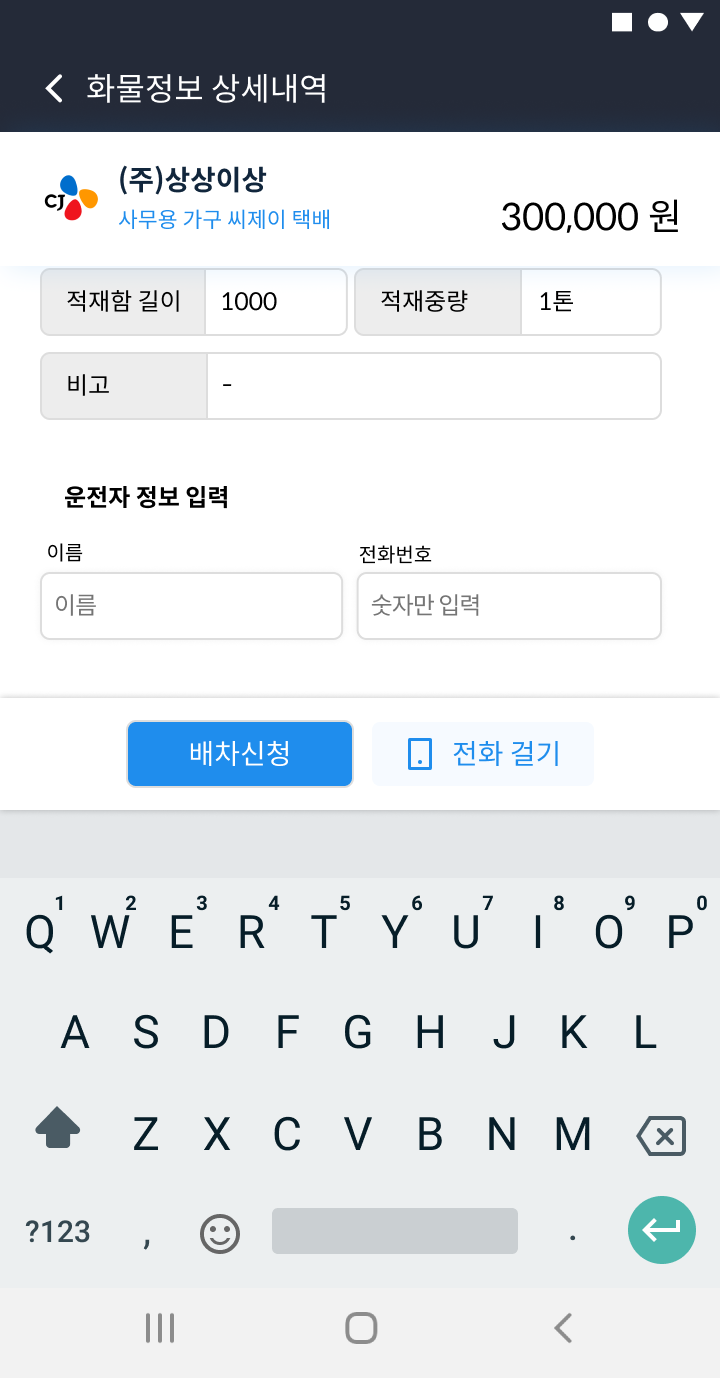 화물정보 상세내역
CJ
(주)상상이상
사무용 가구 씨제이 택배
300,000 원
적재함 길이 1000 적재중량 1톤
비고 -
운전자 정보 입력
이름 전화번호
이름 숫자만 입력
배차신청 전화 걸기
1 2 3 4 5 6 7 8 9 0
Q W E R T Y U I O P
A S D F G H J K L
Z X C V B N M
?123 , .